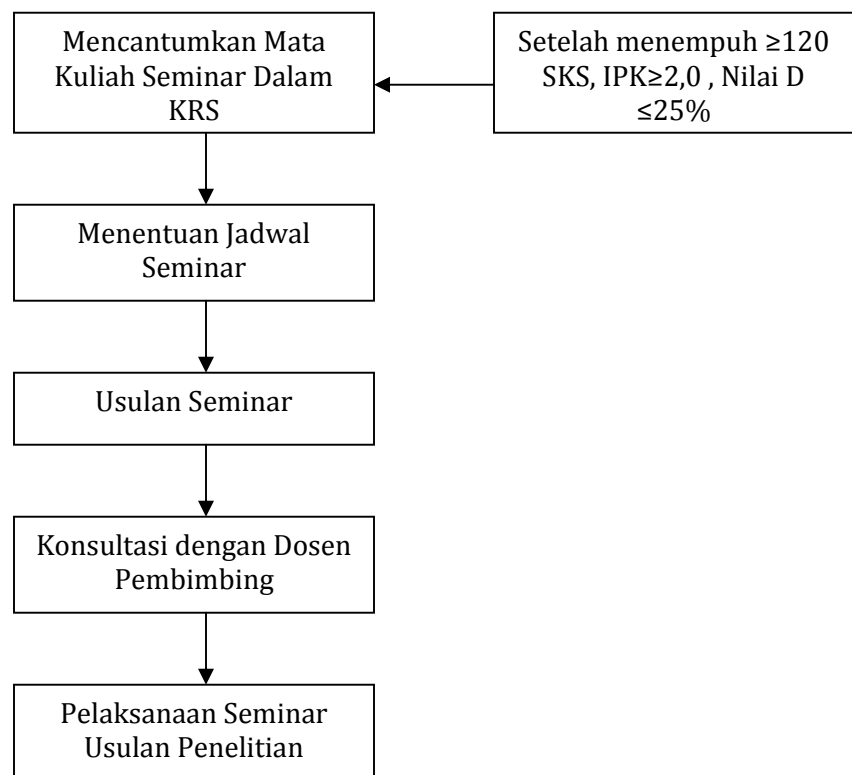 Mencantumkan Mata
Kuliah Seminar Dalam
KRS
Setelah menempuh ≥120
SKS, IPK≥2,0 , Nilai D
≤25%
Menentuan Jadwal
Seminar
Usulan Seminar
Konsultasi dengan Dosen
Pembimbing
Pelaksanaan Seminar
Usulan Penelitian